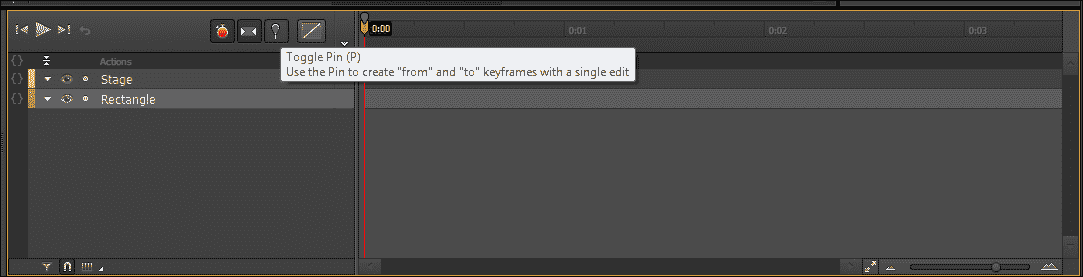 0:00
0:01
0:02
0:03
Toggle Pin (P)
Use the Pin to create "from" and "to" keyframes with a single edit
Actions
Stage
Rectangle